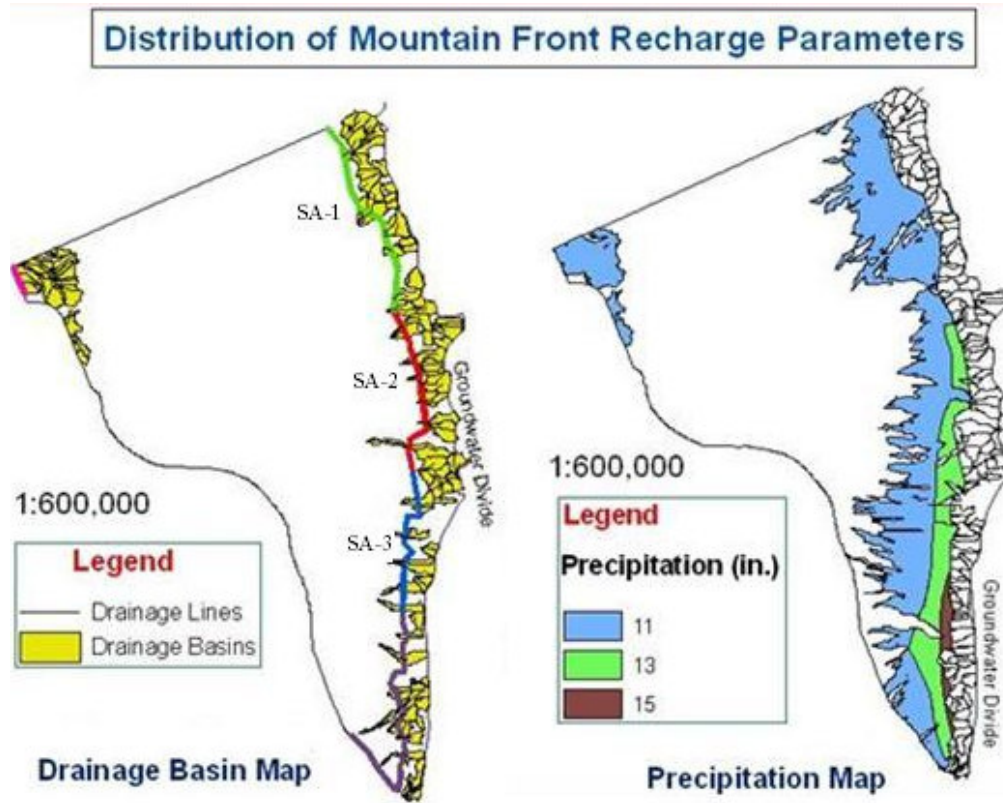 Distribution of Mountain Front Recharge Parameters
SA-1
SA-2
Groundwater Divide
1:600,000
SA-3
Legend
Drainage Lines
Drainage Basins
Drainage Basin Map
1:600,000
Legend
Precipitation (in.)
11
13
15
Groundwater Divide
Precipitation Map